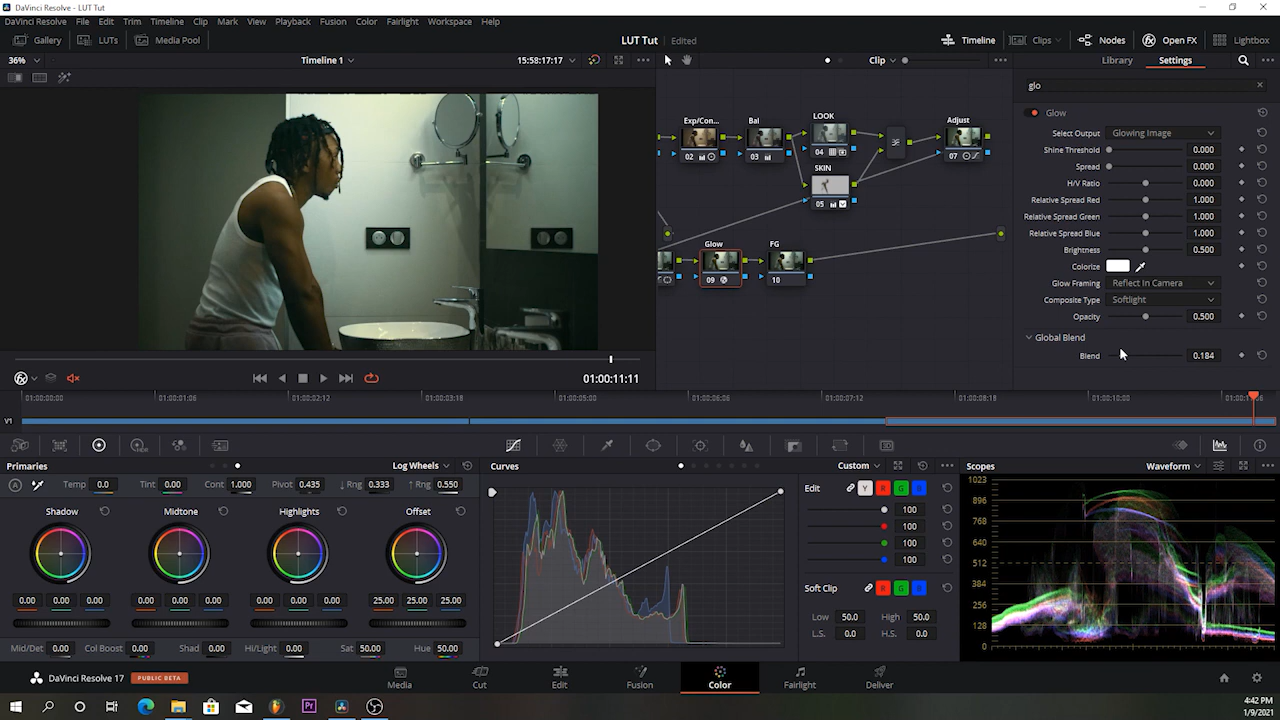 DaVinci Resolve - LUT Tut
DaVinci Resolve File Edit Trim Timeline Clip Mark View Playback Fusion Color Fairlight Workspace Help
Gallery LUTs Media Pool LUT Tut Edited Timeline Clips Nodes Open FX Lightbox
36% Timeline 1 15:58:17:17 Clip Library Settings
glo
Glow
Select Output Glowing Image
Shine Threshold 0.000
Spread 0.000
H/V Ratio 0.000
Relative Spread Red 1.000
Relative Spread Green 1.000
Relative Spread Blue 1.000
Brightness 0.500
Colorize
Glow Framing Reflect In Camera
Composite Type Softlight
Opacity 0.500
Global Blend
Blend 0.184
Exp/Con... Bal LOOK Adjust
02 03 04 07
SKIN
05
Glow FG
09 10
01:00:11:11
01:00:00:00 01:00:01:06 01:00:02:12 01:00:03:18 01:00:05:00 01:00:06:06 01:00:07:12 01:00:08:18 01:00:10:00
V1
Primaries Log Wheels
Temp 0.0 Tint 0.00 Cont 1.000 Pivot 0.435 ↓ Rng 0.333 ↑ Rng 0.550
Shadow Midtone Highlights Offset
0.00 0.00 0.00 0.00 0.00 0.00 0.00 0.00 0.00 25.00 25.00 25.00
Mid/Det 0.00 Col Boost 0.00 Shad 0.00 Hi/Light 0.00 Sat 50.00 Hue 50.00
Curves Custom
Edit Y R G B
100
100
100
100
Soft Clip R G B
Low 50.0 High 50.0
L.S. 0.0 H.S. 0.0
Scopes Waveform
1023
896
768
640
512
384
256
128
0
DaVinci Resolve 17 PUBLIC BETA Media Cut Edit Fusion Color Fairlight Deliver
4:42 PM
1/9/2021